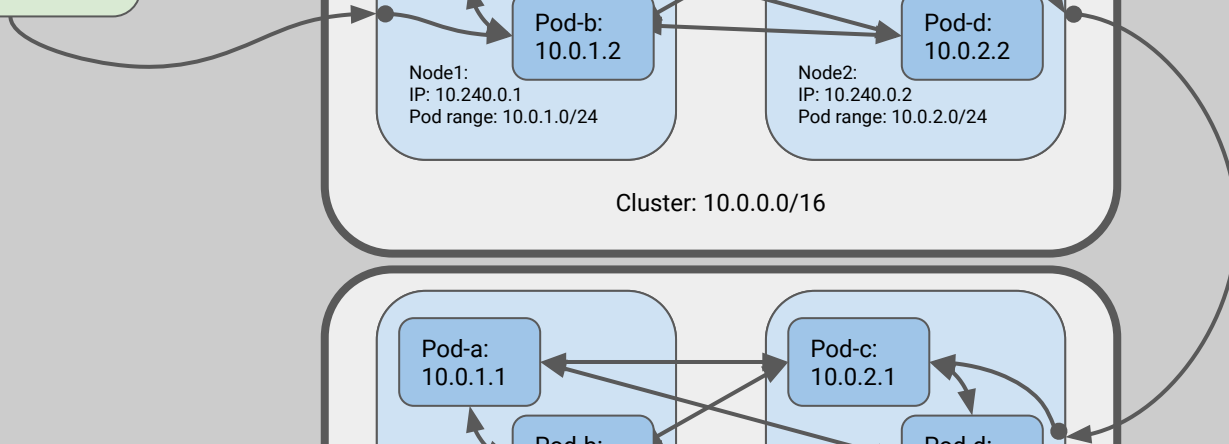 Pod-b:
10.0.1.2
Pod-d:
10.0.2.2
Node1:
IP: 10.240.0.1
Pod range: 10.0.1.0/24
Node2:
IP: 10.240.0.2
Pod range: 10.0.2.0/24
Cluster: 10.0.0.0/16
Pod-a:
10.0.1.1
Pod-c:
10.0.2.1
Pod-b:
Pod-d: